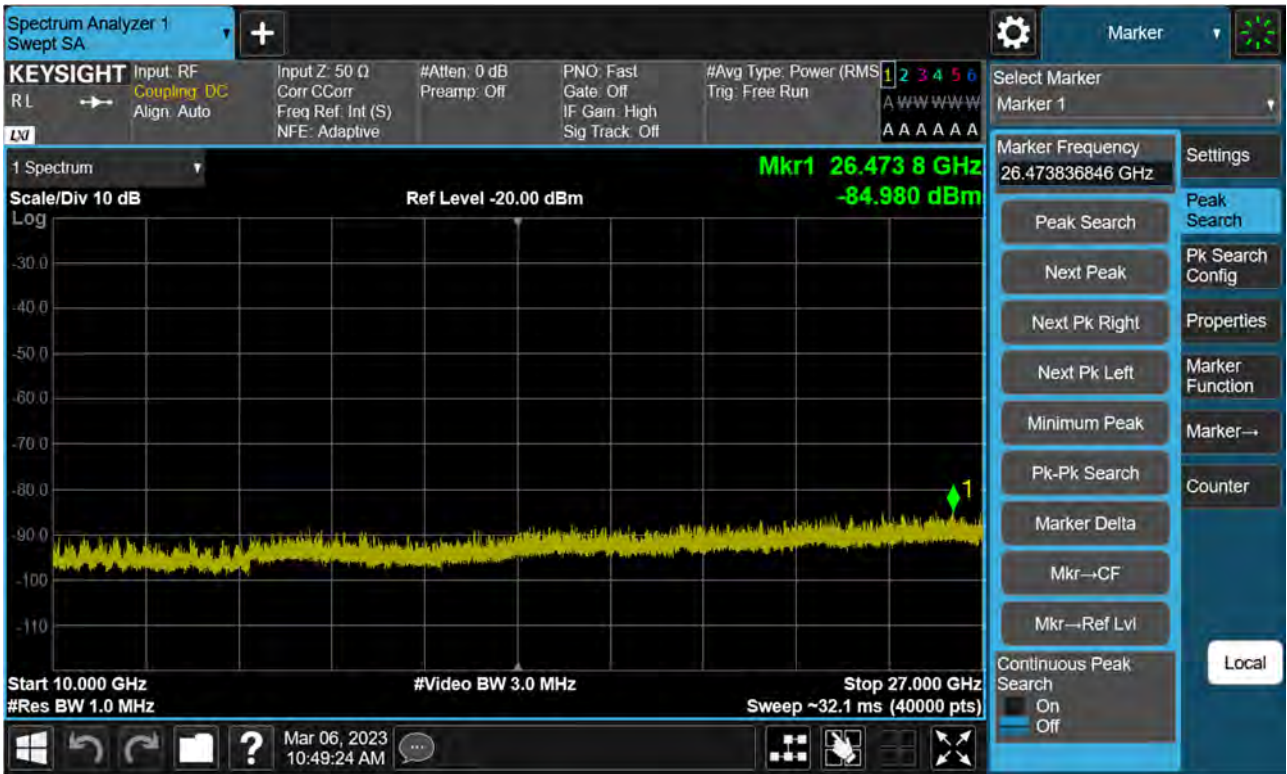 Spectrum Analyzer 1
Swept SA
Marker
KEYSIGHT
R L
LXI
Input: RF
Coupling: DC
Align: Auto
Input Z: 50 Ω
Corr CCorr
Freq Ref: Int (S)
NFE: Adaptive
#Atten: 0 dB
Preamp: Off
PNO: Fast
Gate: Off
IF Gain: High
Sig Track: Off
#Avg Type: Power (RMS
Trig: Free Run
1 2 3 4 5 6
A W W W W W
A A A A A A
Select Marker
Marker 1
1 Spectrum
Mkr1 26.473 8 GHz
-84.980 dBm
Scale/Div 10 dB
Ref Level -20.00 dBm
Log
-30.0
-40.0
-50.0
-60.0
-70.0
-80.0
-90.0
-100
-110
1
Start 10.000 GHz
#Video BW 3.0 MHz
Stop 27.000 GHz
#Res BW 1.0 MHz
Sweep ~32.1 ms (40000 pts)
Marker Frequency
26.473836846 GHz
Peak Search
Next Peak
Next Pk Right
Next Pk Left
Minimum Peak
Pk-Pk Search
Marker Delta
Mkr→CF
Mkr→Ref Lvl
Continuous Peak
Search
On
Off
Settings
Peak
Search
Pk Search
Config
Properties
Marker
Function
Marker→
Counter
Local
Mar 06, 2023
10:49:24 AM